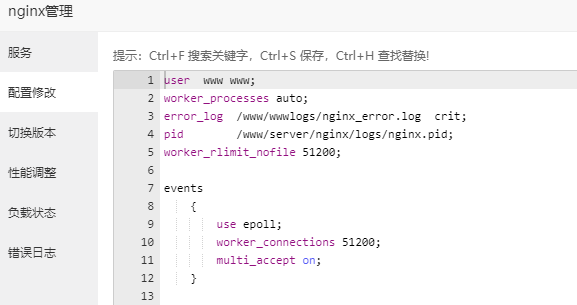 nginx管理
服务
配置修改
切换版本
性能调整
负载状态
错误日志
提示：Ctrl+F 搜索关键字，Ctrl+S 保存，Ctrl+H 查找替换!
1 user  www www;
2 worker_processes auto;
3 error_log  /www/wwwlogs/nginx_error.log  crit;
4 pid        /www/server/nginx/logs/nginx.pid;
5 worker_rlimit_nofile 51200;
6
7 events
8     {
9         use epoll;
10         worker_connections 51200;
11         multi_accept on;
12     }
13